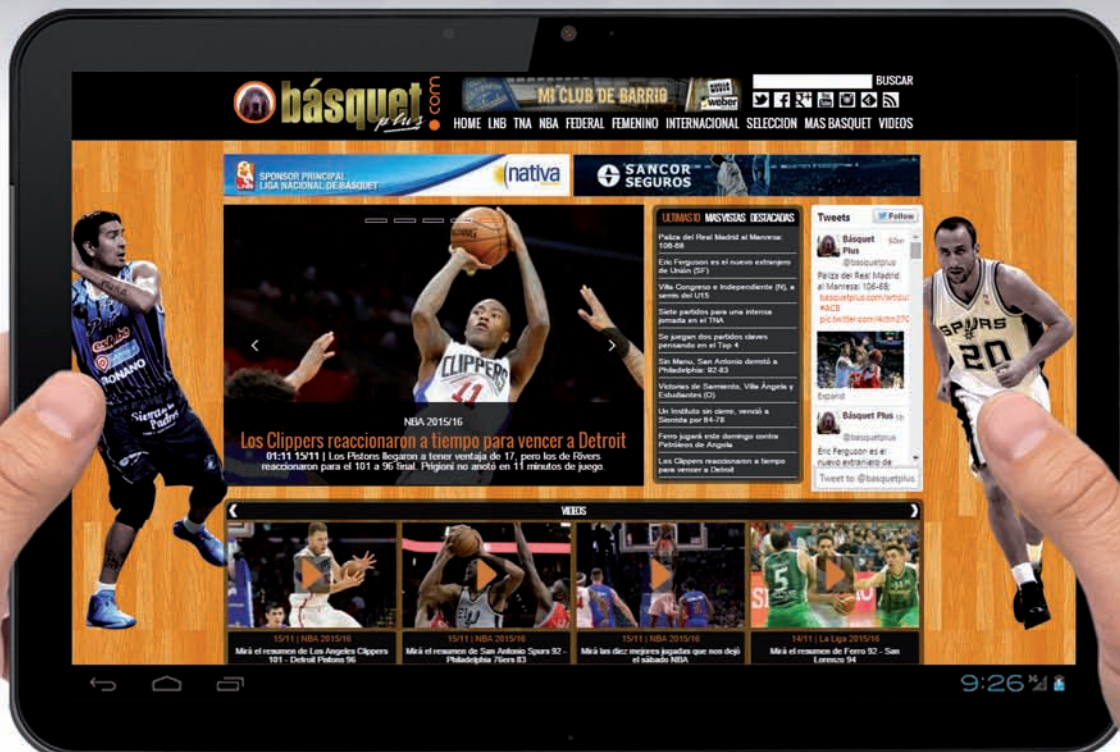 básquet
plus
.com
MI CLUB DE BARRIO
weber
BUSCAR
HOME LNB TNA NBA FEDERAL FEMENINO INTERNACIONAL SELECCION MAS BASQUET VIDEOS
SPONSOR PRINCIPAL
LIGA NACIONAL DE BÁSQUET
nativa
SANCOR
SEGUROS
CLIPPERS
11
NBA 2015/16
Los Clippers reaccionaron a tiempo para vencer a Detroit
01:11 15/11 | Los Pistons llegaron a tener ventaja de 17, pero los de Rivers
reaccionaron para el 101 a 96 final. Prigioni no anotó en 11 minutos de juego.
ULTIMAS 10 MAS VISTAS DESTACADAS
Paliza del Real Madrid al Manresa:
106-68
Eric Ferguson es el nuevo extranjero
de Unión (SF)
Villa Congreso e Independiente (N), a
semis del U15
Siete partidos para una intensa
jornada en el TNA
Se juegan dos partidos claves
pensando en el Top 4
Sin Manu, San Antonio derrotó a
Philadelphia: 92-83
Victorias de Sarmiento, Villa Ángela y
Estudiantes (O)
Un Instituto sin cierre, venció a
Sionista por 84-78
Ferro jugará este domingo contra
Petróleos de Angola
Los Clippers reaccionaron a tiempo
para vencer a Detroit
Tweets
Follow
Básquet
Plus
@basquetplus
Paliza del Real Madrid
al Manresa: 106-68;
#ACB
Expand
Básquet Plus
@basquetplus
Eric Ferguson es el
nuevo extranjero de
Tweet to @basquetplus
BONANO
Sierra de los
Padres
SPURS
20
VIDEOS
15/11 | NBA 2015/16
Mirá el resumen de Los Angeles Clippers
101 - Detroit Pistons 96
15/11 | NBA 2015/16
Mirá el resumen de San Antonio Spurs 92 -
Philadelphia 76ers 83
15/11 | NBA 2015/16
Mirá las diez mejores jugadas que nos dejó
el sábado NBA
5
14/11 | La Liga 2015/16
Mirá el resumen de Ferro 92 - San
Lorenzo 94
9:26